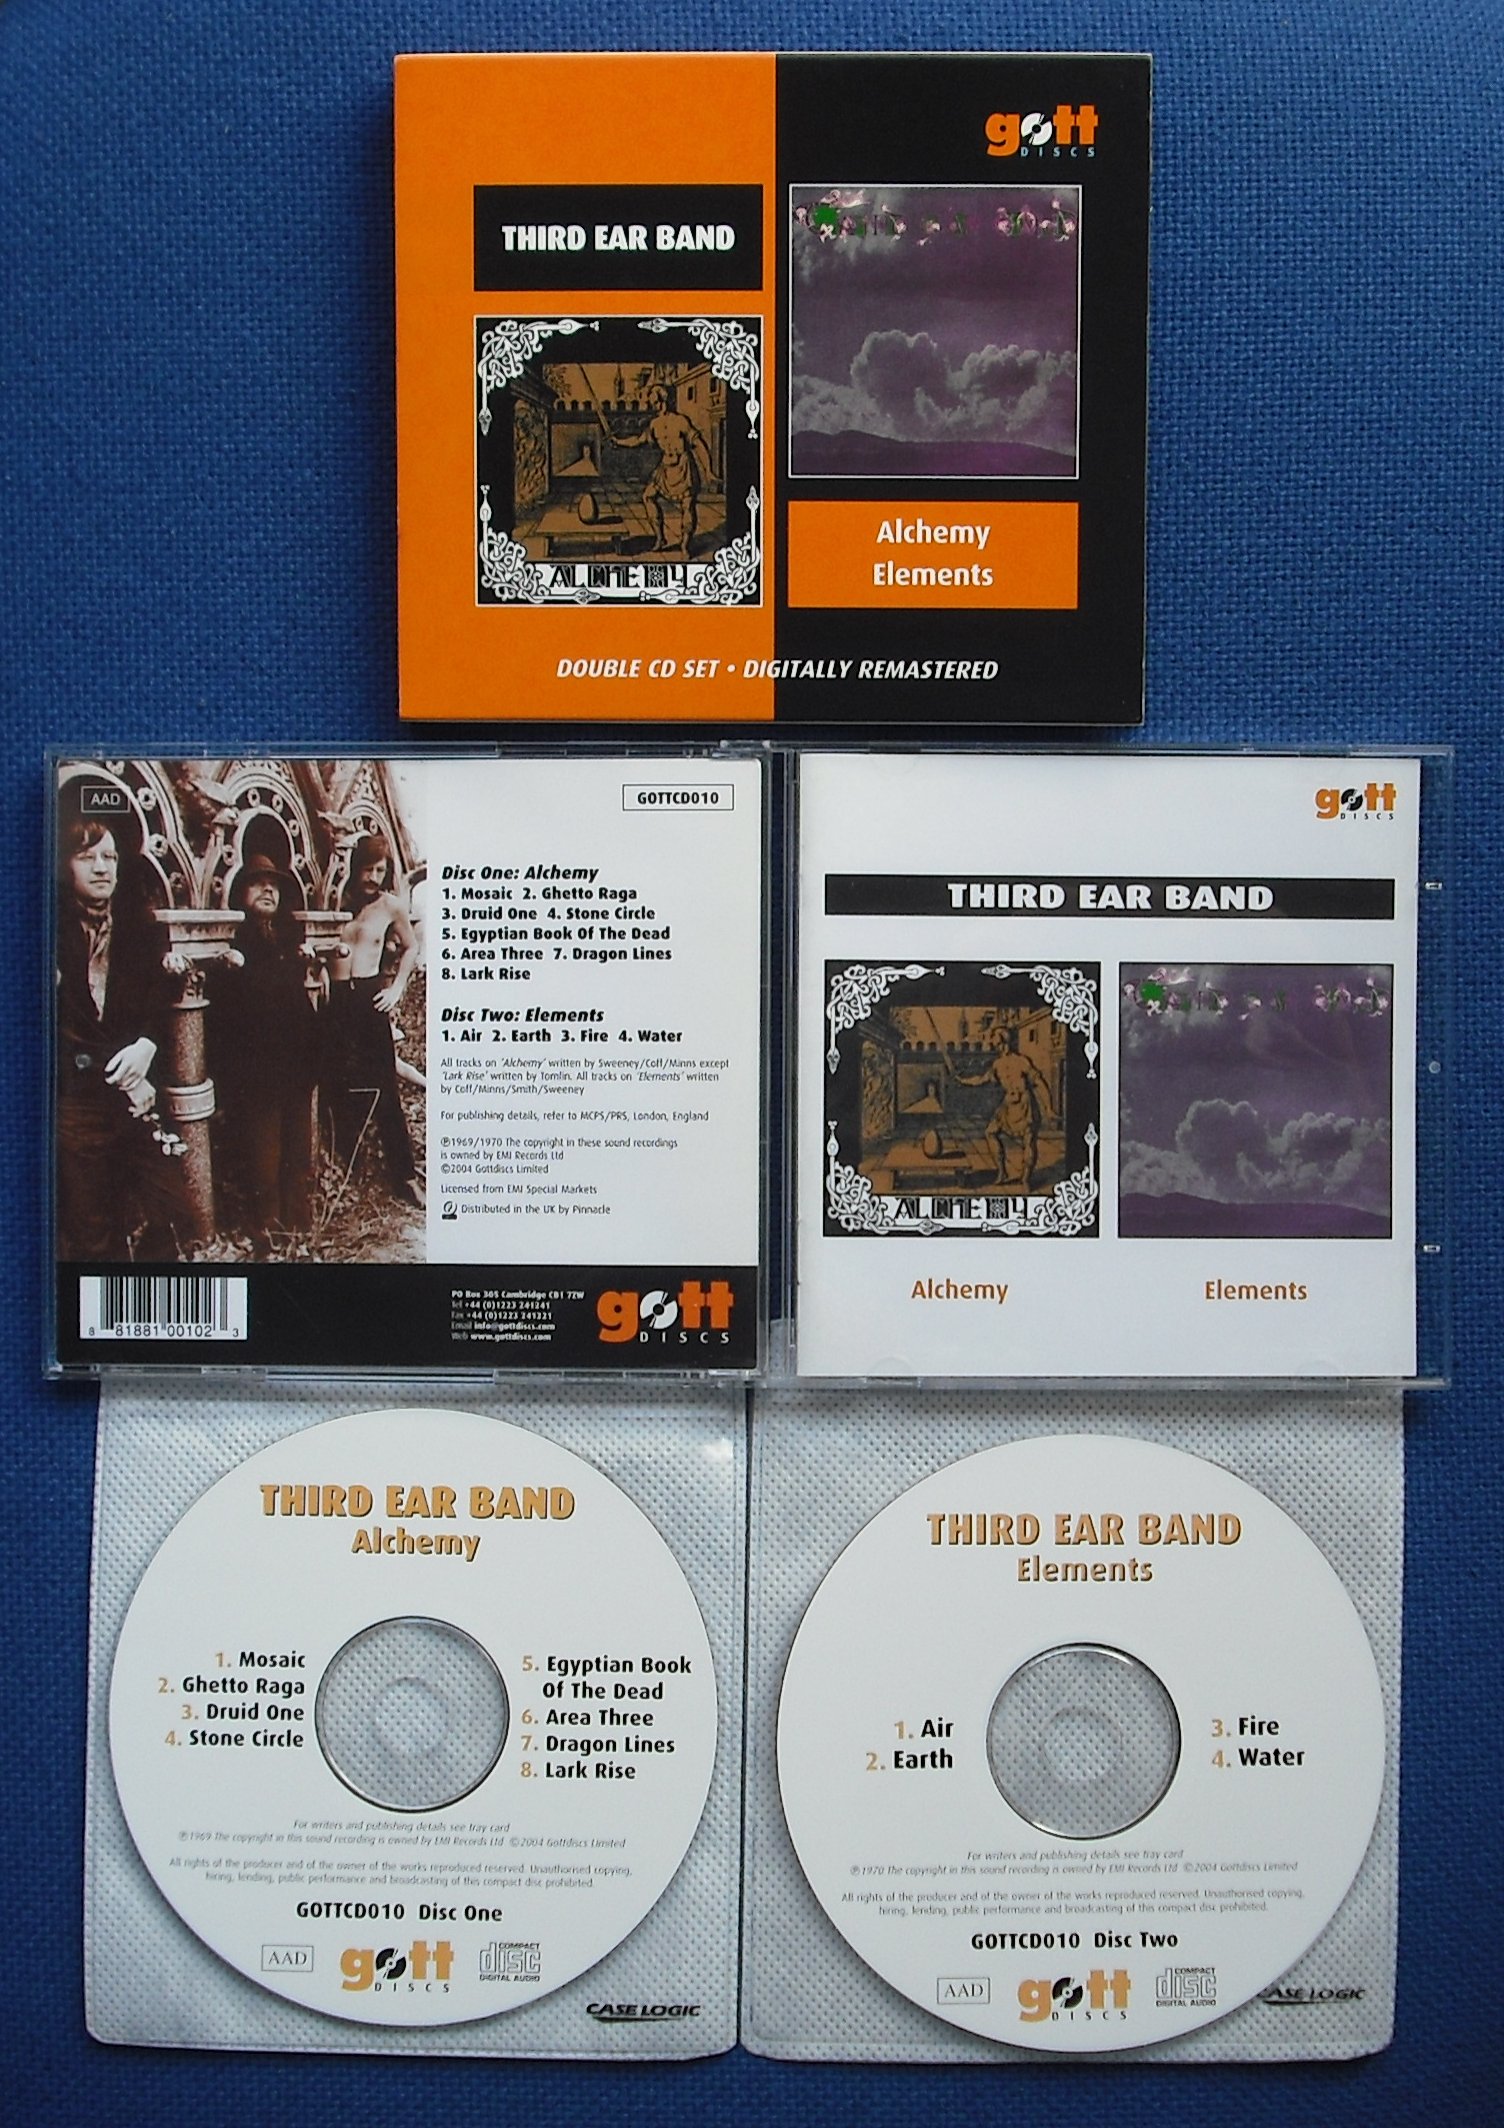 gott
DISCS
THIRD EAR BAND
ALCHEMY
Alchemy
Elements
DOUBLE CD SET • DIGITALLY REMASTERED
AAD
GOTTCD010
Disc One: Alchemy
1. Mosaic 2. Ghetto Raga
3. Druid One 4. Stone Circle
5. Egyptian Book Of The Dead
6. Area Three 7. Dragon Lines
8. Lark Rise
Disc Two: Elements
1. Air 2. Earth 3. Fire 4. Water
All tracks on 'Alchemy' written by Sweeney/Coff/Minns except
'Lark Rise' written by Tomlin. All tracks on 'Elements' written
by Coff/Minns/Smith/Sweeney
For publishing details, refer to MCPS/PRS, London, England
℗1969/1970 The copyright in these sound recordings
is owned by EMI Records Ltd
©2004 Gottdiscs Limited
Licensed from EMI Special Markets
Distributed in the UK by Pinnacle
8 81881 00102 3
PO Box 305 Cambridge CB1 7ZW
Tel +44 (0)1223 241241
Fax +44 (0)1223 241221
Email info@gottdiscs.com
Web www.gottdiscs.com
gott
DISCS
gott
DISCS
THIRD EAR BAND
ALCHEMY
Alchemy
Elements
THIRD EAR BAND
Alchemy
1. Mosaic
2. Ghetto Raga
3. Druid One
4. Stone Circle
5. Egyptian Book
Of The Dead
6. Area Three
7. Dragon Lines
8. Lark Rise
For writers and publishing details see tray card
℗1969 The copyright in this sound recording is owned by EMI Records Ltd ©2004 Gottdiscs Limited
All rights of the producer and of the owner of the works reproduced reserved. Unauthorised copying,
hiring, lending, public performance and broadcasting of this compact disc prohibited.
GOTTCD010 Disc One
AAD
gott
DISCS
COMPACT
disc
DIGITAL AUDIO
CASE LOGIC
THIRD EAR BAND
Elements
1. Air
2. Earth
3. Fire
4. Water
For writers and publishing details see tray card
℗1970 The copyright in this sound recording is owned by EMI Records Ltd ©2004 Gottdiscs Limited
All rights of the producer and of the owner of the works reproduced reserved. Unauthorised copying,
hiring, lending, public performance and broadcasting of this compact disc prohibited.
GOTTCD010 Disc Two
AAD
gott
DISCS
COMPACT
disc
DIGITAL AUDIO
CASE LOGIC